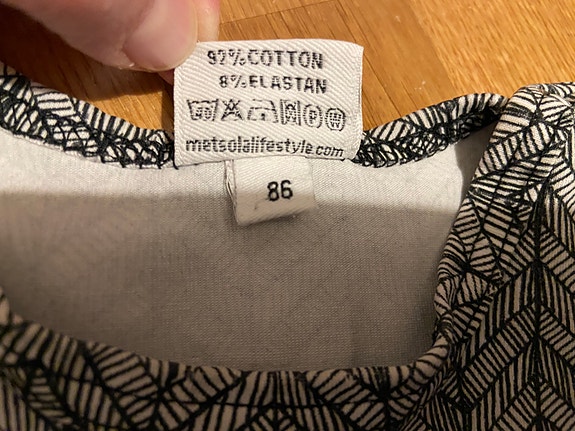 92% COTTON
8% ELASTAN
P W
metsolalifestyle.com
86